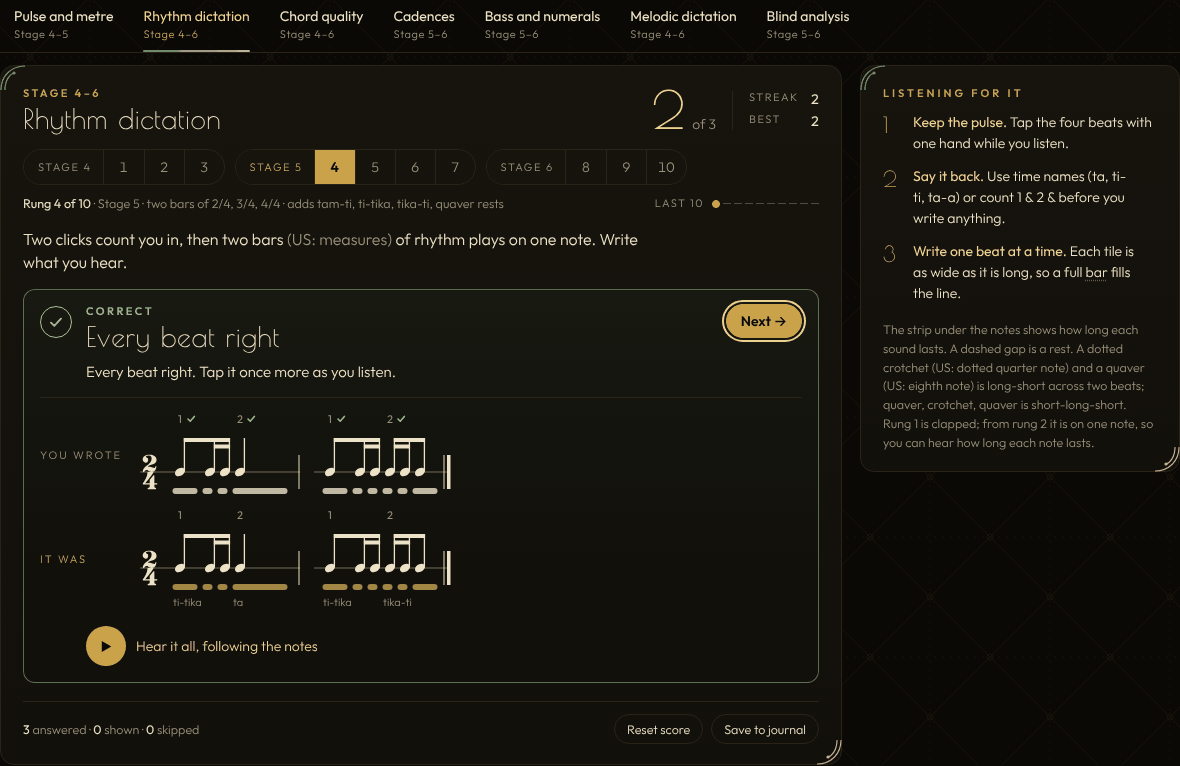 Pulse and metre
Stage 4–5
Rhythm dictation
Stage 4–6
Chord quality
Stage 4–6
Cadences
Stage 5–6
Bass and numerals
Stage 5–6
Melodic dictation
Stage 4–6
Blind analysis
Stage 5–6
STAGE 4–6
Rhythm dictation
2 of 3
STREAK 2
BEST 2
STAGE 4 1 2 3
STAGE 5 4 5 6 7
STAGE 6 8 9 10
Rung 4 of 10 · Stage 5 · two bars of 2/4, 3/4, 4/4 · adds tam-ti, ti-tika, tika-ti, quaver rests
LAST 10
Two clicks count you in, then two bars (US: measures) of rhythm plays on one note. Write
what you hear.
CORRECT
Every beat right
Next →
Every beat right. Tap it once more as you listen.
1 ✓ 2 ✓ 1 ✓ 2 ✓
YOU WROTE
2
4
1 2 1 2
IT WAS
2
4
ti-tika ta ti-tika tika-ti
Hear it all, following the notes
3 answered · 0 shown · 0 skipped
Reset score
Save to journal
LISTENING FOR IT
1 Keep the pulse. Tap the four beats with
one hand while you listen.
2 Say it back. Use time names (ta, ti-
ti, ta-a) or count 1 & 2 & before you
write anything.
3 Write one beat at a time. Each tile is
as wide as it is long, so a full bar fills
the line.
The strip under the notes shows how long each
sound lasts. A dashed gap is a rest. A dotted
crotchet (US: dotted quarter note) and a quaver
(US: eighth note) is long-short across two beats;
quaver, crotchet, quaver is short-long-short.
Rung 1 is clapped; from rung 2 it is on one note, so
you can hear how long each note lasts.